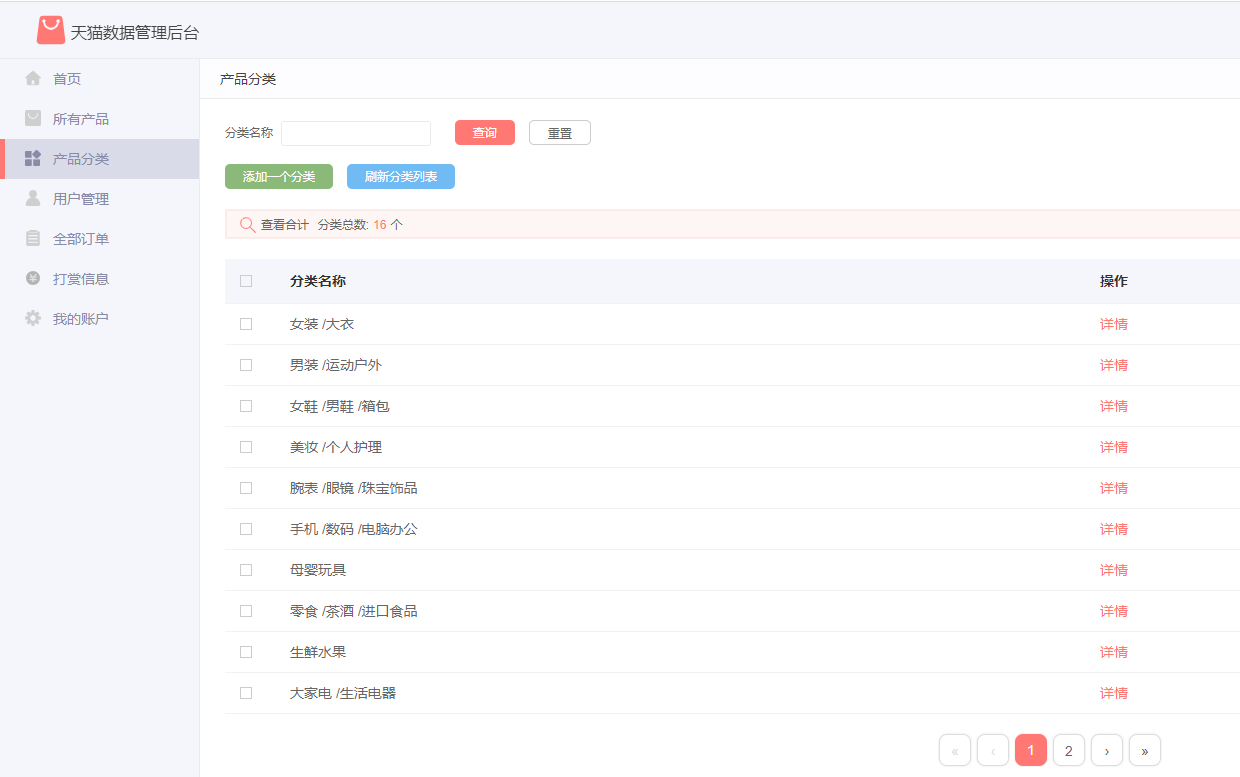 天猫数据管理后台
首页
所有产品
产品分类
用户管理
全部订单
打赏信息
我的账户
产品分类
分类名称 查询 重置
添加一个分类 刷新分类列表
查看合计 分类总数: 16 个
分类名称 操作
女装 /大衣 详情
男装 /运动户外 详情
女鞋 /男鞋 /箱包 详情
美妆 /个人护理 详情
腕表 /眼镜 /珠宝饰品 详情
手机 /数码 /电脑办公 详情
母婴玩具 详情
零食 /茶酒 /进口食品 详情
生鲜水果 详情
大家电 /生活电器 详情
« ‹ 1 2 › »